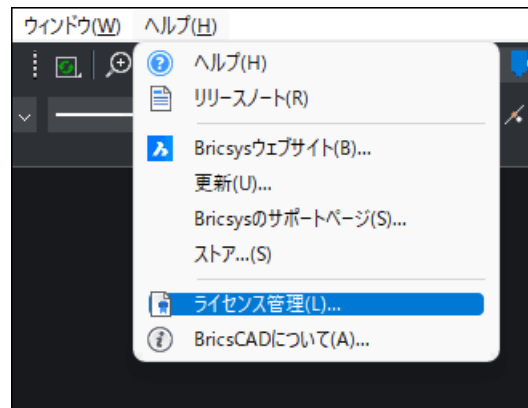 ウィンドウ(W) ヘルプ(H)
ヘルプ(H)
リリースノート(R)
Bricsysウェブサイト(B)...
更新(U)...
Bricsysのサポートページ(S)...
ストア...(S)
ライセンス管理(L)...
BricsCADについて(A)...